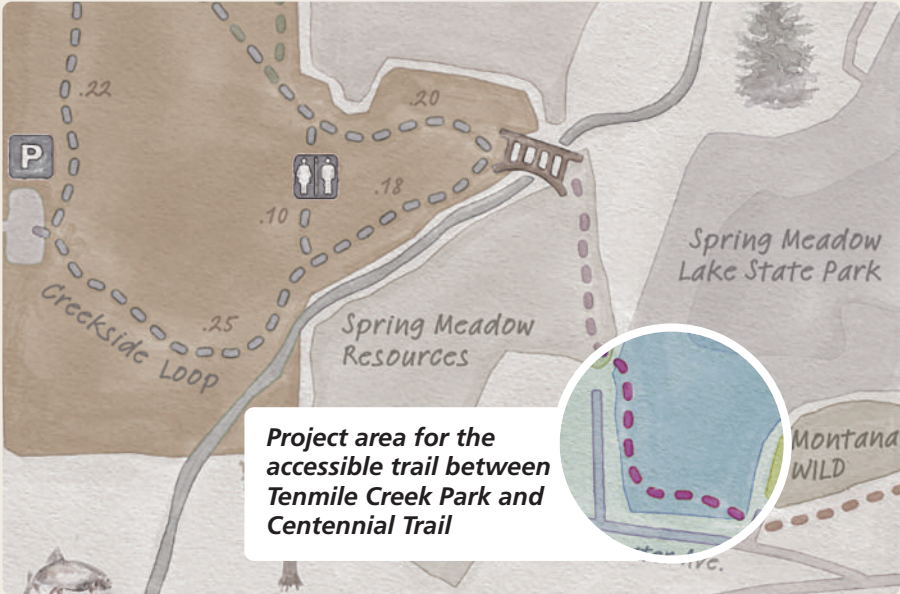 .22
.20
P
.18
.10
Spring Meadow
Lake State Park
Creekside Loop
.25
Spring Meadow
Resources
Project area for the
accessible trail between
Tenmile Creek Park and
Centennial Trail
Montana
WILD
Ave.